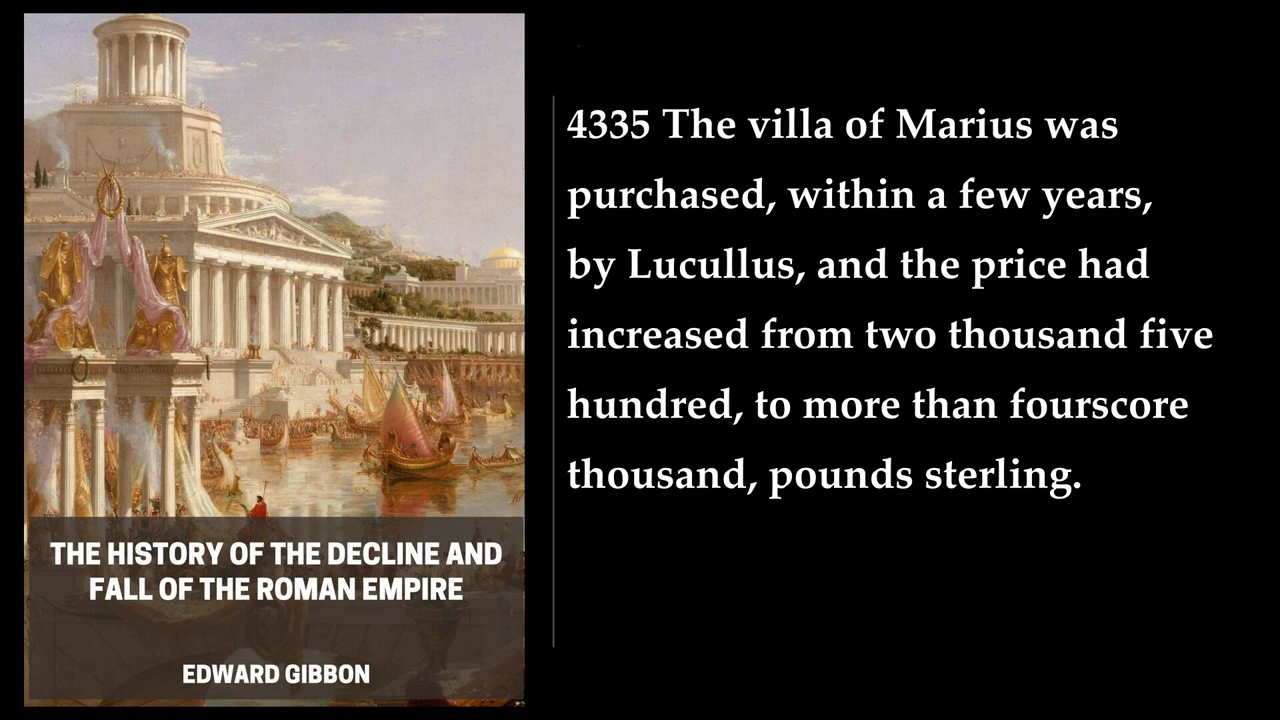 THE HISTORY OF THE DECLINE AND
FALL OF THE ROMAN EMPIRE
EDWARD GIBBON
4335 The villa of Marius was
purchased, within a few years,
by Lucullus, and the price had
increased from two thousand five
hundred, to more than fourscore
thousand, pounds sterling.